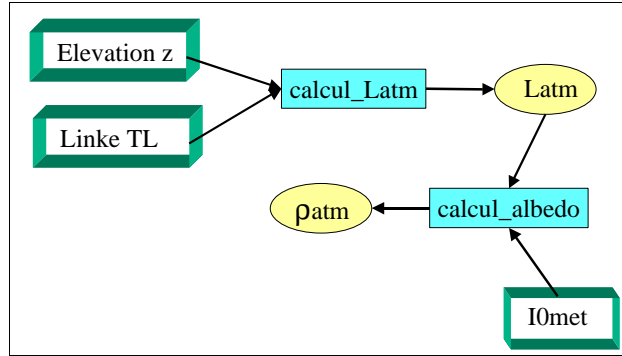 Elevation z
calcul_Latm
Latm
Linke TL
ρatm
calcul_albedo
I0met